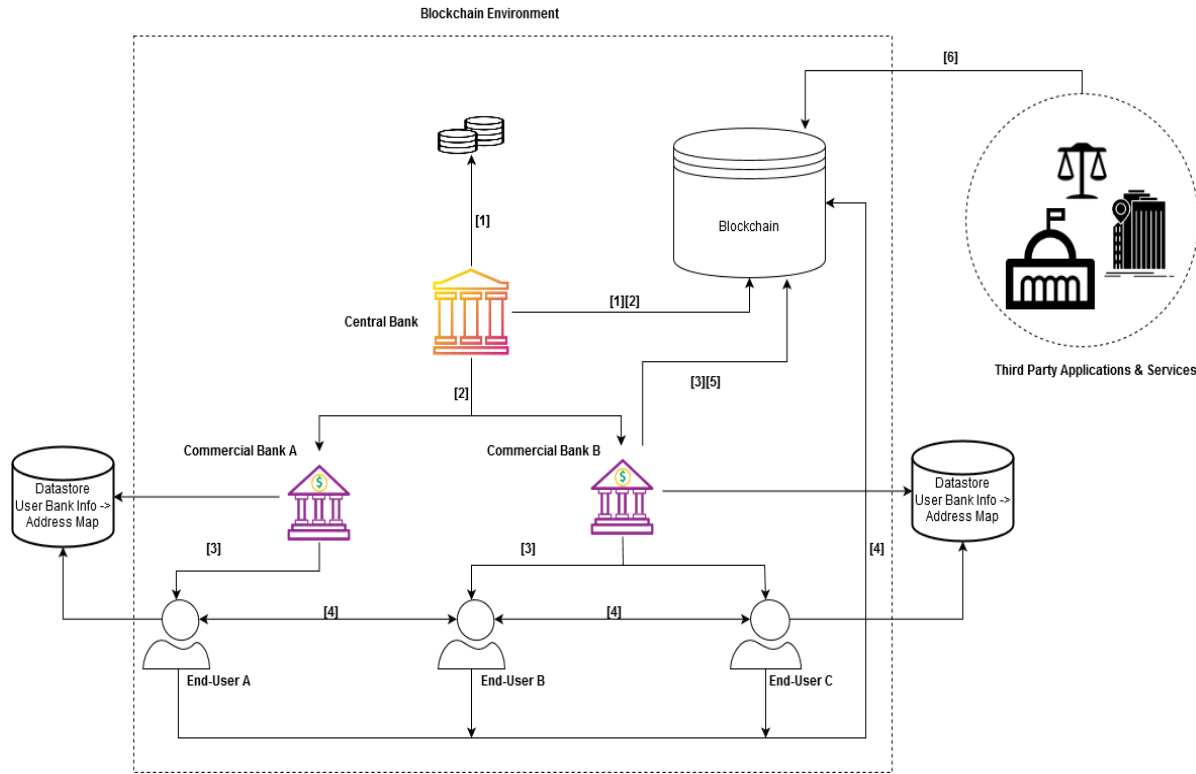 Blockchain Environment
[6]
[1]
Blockchain
[1][2]
Central Bank
Third Party Applications & Services
[3][5]
[2]
Commercial Bank A
Commercial Bank B
Datastore
User Bank Info ->
Address Map
$
$
Datastore
User Bank Info ->
Address Map
[3]
[3]
[4]
[4]
[4]
End-User A
End-User B
End-User C